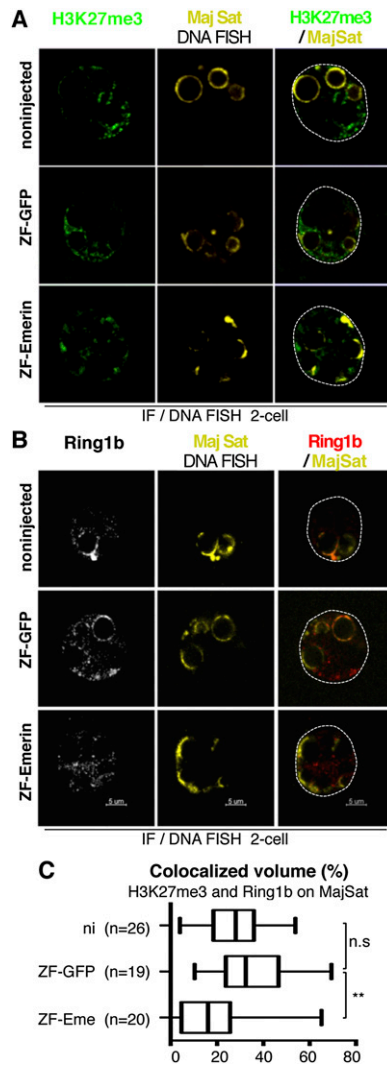 A
H3K27me3
Maj Sat
DNA FISH
H3K27me3
/ MajSat
noninjected
ZF-GFP
ZF-Emerin
IF / DNA FISH 2-cell
B
Ring1b
Maj Sat
DNA FISH
Ring1b
/ MajSat
noninjected
ZF-GFP
ZF-Emerin
5 um
5 um
5 um
IF / DNA FISH 2-cell
C
Colocalized volume (%)
H3K27me3 and Ring1b on MajSat
ni (n=26)
ZF-GFP (n=19)
ZF-Eme (n=20)
n.s
**
0 20 40 60 80